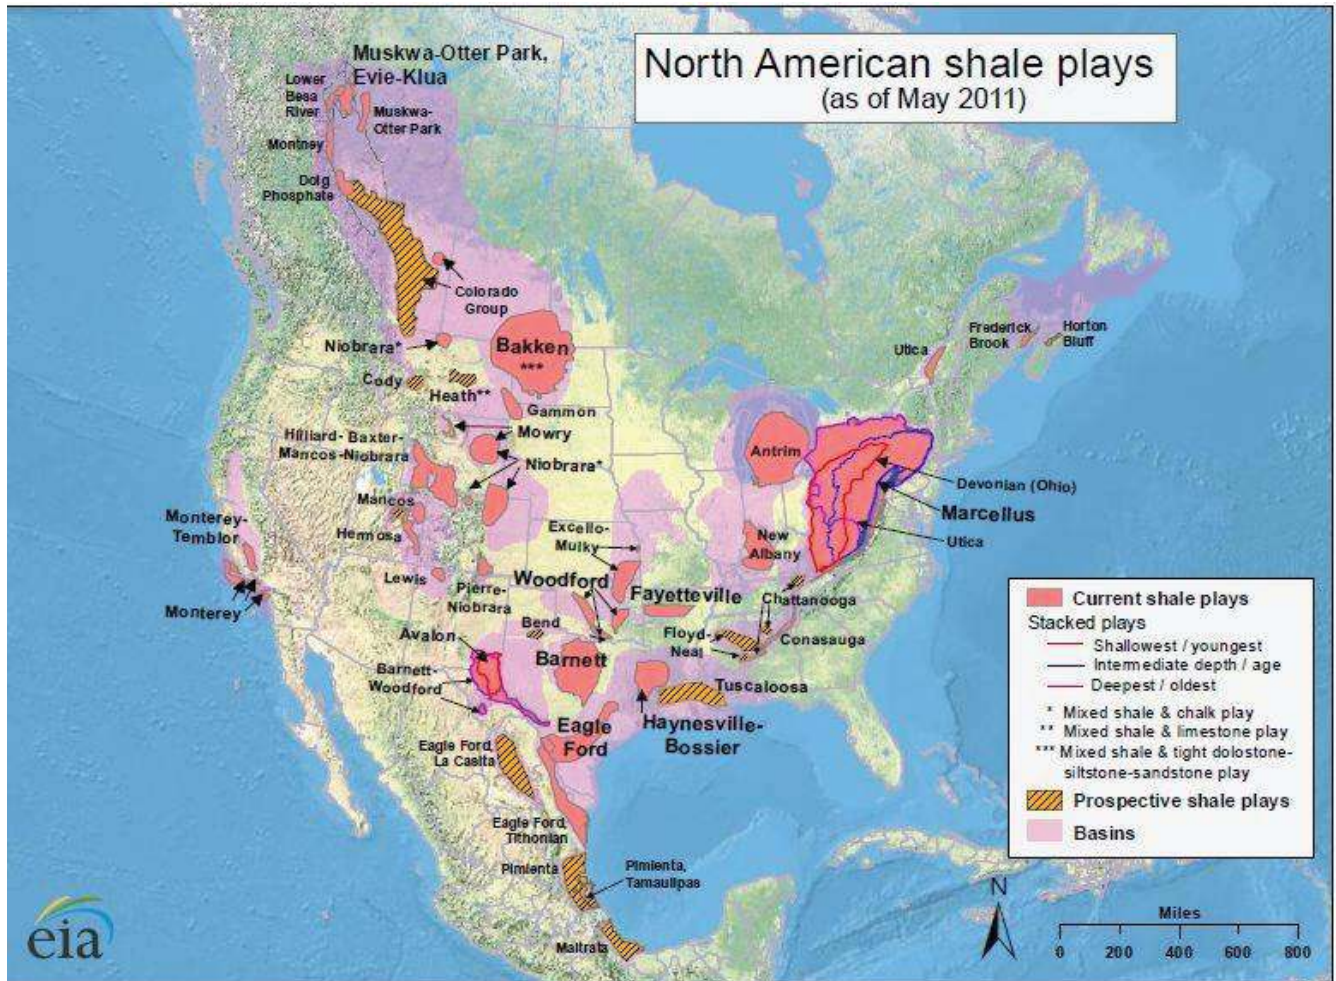 North American shale plays
(as of May 2011)
Muskwa-Otter Park,
Evie-Klua
Lower
Besa
River
Muskwa-
Otter Park
Montney
Doig
Phosphate
Colorado
Group
Niobrara*
Bakken
***
Cody
Heath**
Gammon
Mowry
Hilliard-Baxter-
Mancos-Niobrara
Niobrara*
Mancos
Hermosa
Monterey-
Temblor
Monterey
Lewis
Pierre-
Niobrara
Excello-
Mulky
Woodford
Fayetteville
Bend
Avalon
Barnett
Barnett-
Woodford
Eagle
Ford
Haynesville-
Bossier
Tuscaloosa
Floyd-
Neal
Conasauga
Chattanooga
New
Albany
Antrim
Devonian (Ohio)
Marcellus
Utica
Utica
Frederick
Brook
Horton
Bluff
Eagle Ford,
La Casita
Eagle Ford,
Tithonian
Pimienta
Pimienta,
Tamaulipas
Maltrata
Current shale plays
Stacked plays
Shallowest / youngest
Intermediate depth / age
Deepest / oldest
* Mixed shale & chalk play
** Mixed shale & limestone play
*** Mixed shale & tight dolostone-
siltstone-sandstone play
Prospective shale plays
Basins
N
Miles
0 200 400 600 800
eia